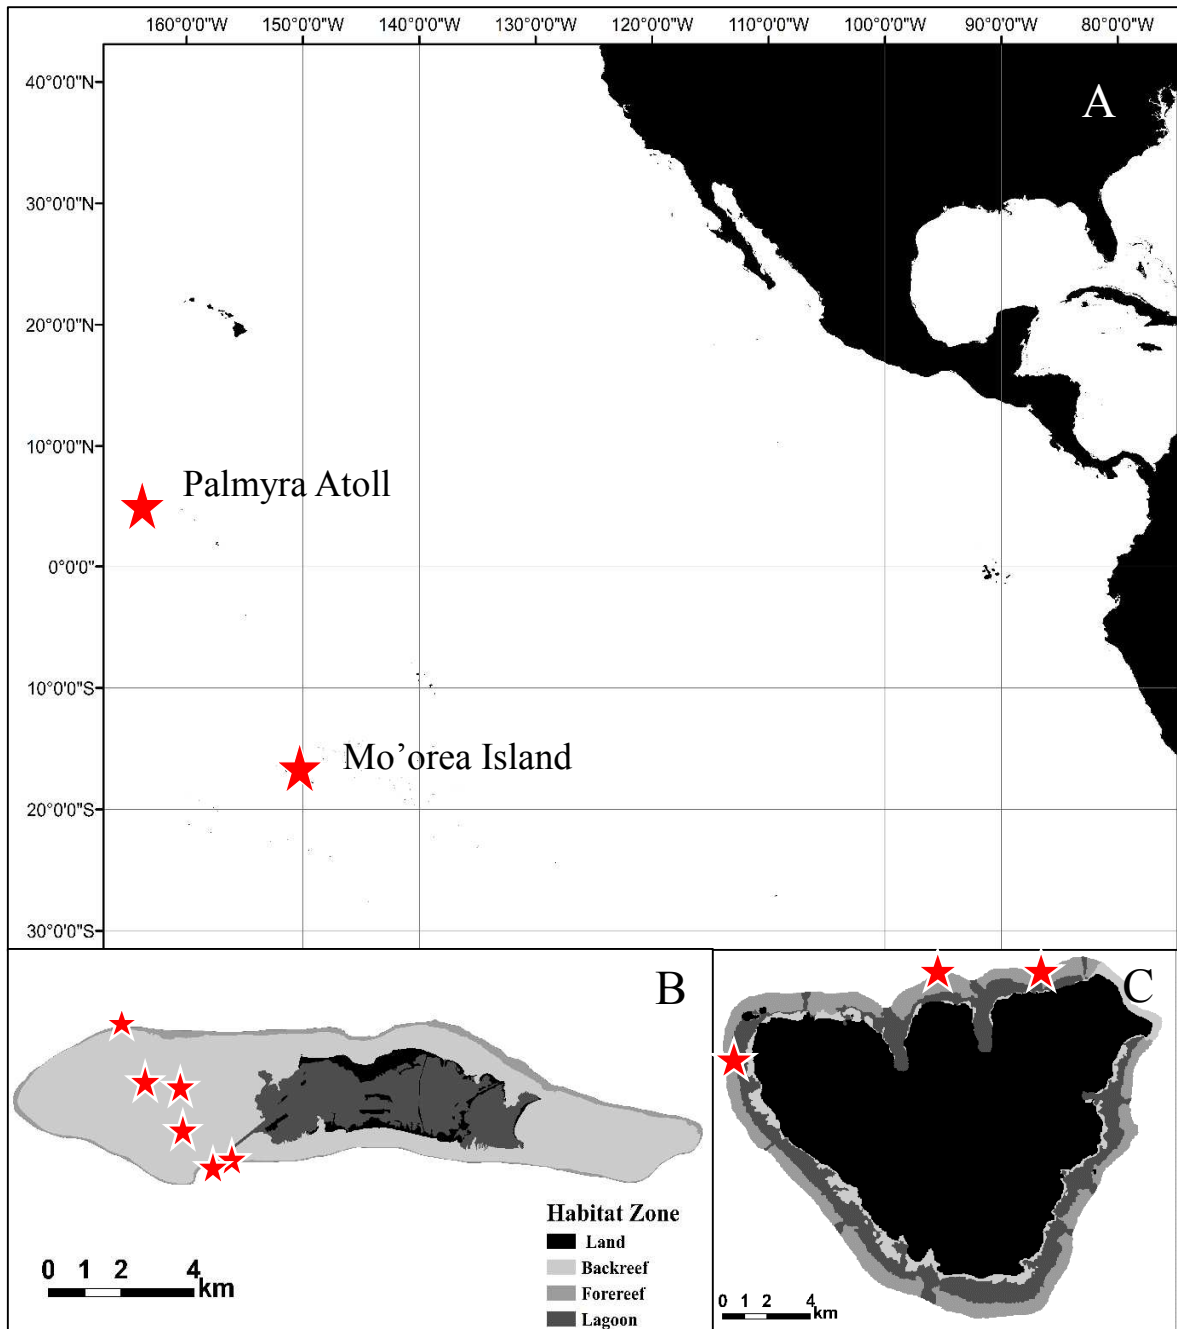 160°0'0"W 150°0'0"W 140°0'0"W 130°0'0"W 120°0'0"W 110°0'0"W 100°0'0"W 90°0'0"W 80°0'0"W
A
40°0'0"N
30°0'0"N
20°0'0"N
10°0'0"N
Palmyra Atoll
0°0'0"
10°0'0"S
Mo’orea Island
20°0'0"S
30°0'0"S
B
Habitat Zone
Land
Backreef
Forereef
Lagoon
0 1 2 4
km
C
0 1 2 4
km